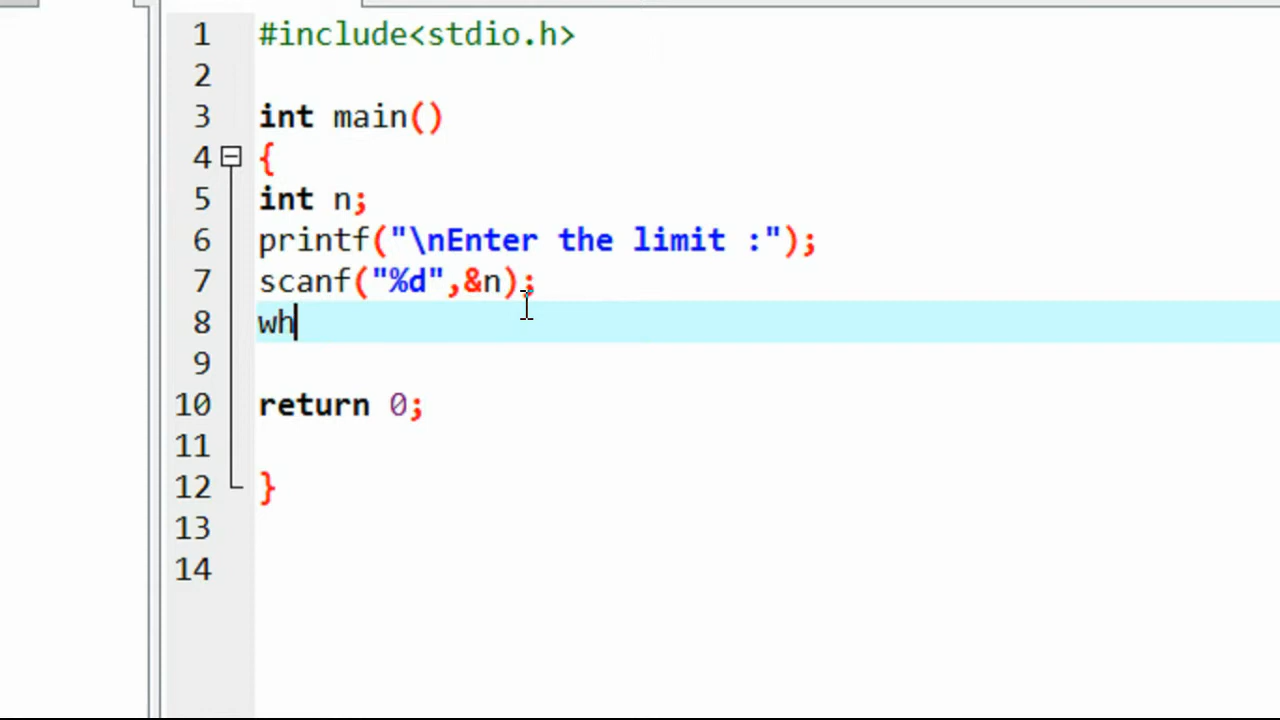 1 #include<stdio.h>
2
3 int main()
4 {
5 int n;
6 printf("\nEnter the limit :");
7 scanf("%d",&n);
8 wh
9
10 return 0;
11
12 }
13
14